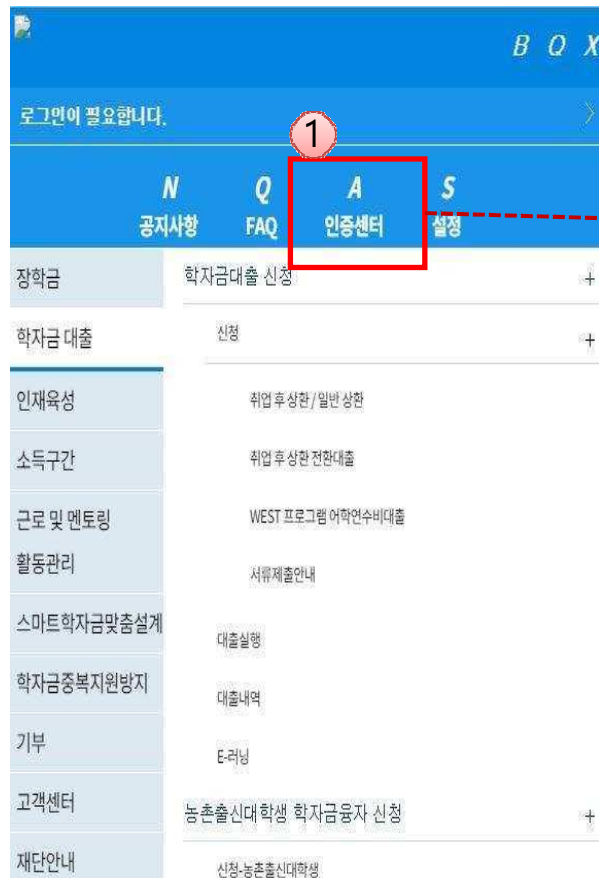 B Q X
로그인이 필요합니다.
1
N Q A S
공지사항 FAQ 인증센터 설정
장학금
학자금 대출
인재육성
소득구간
근로 및 멘토링
활동관리
스마트학자금맞춤설계
학자금중복지원방지
기부
고객센터
재단안내
학자금대출 신청 +
신청 +
취업 후 상환 / 일반 상환
취업 후 상환 전환대출
WEST 프로그램 어학연수비대출
서류제출안내
대출실행
대출내역
E-러닝
농촌출신대학생 학자금융자 신청 +
신청-농촌출신대학생